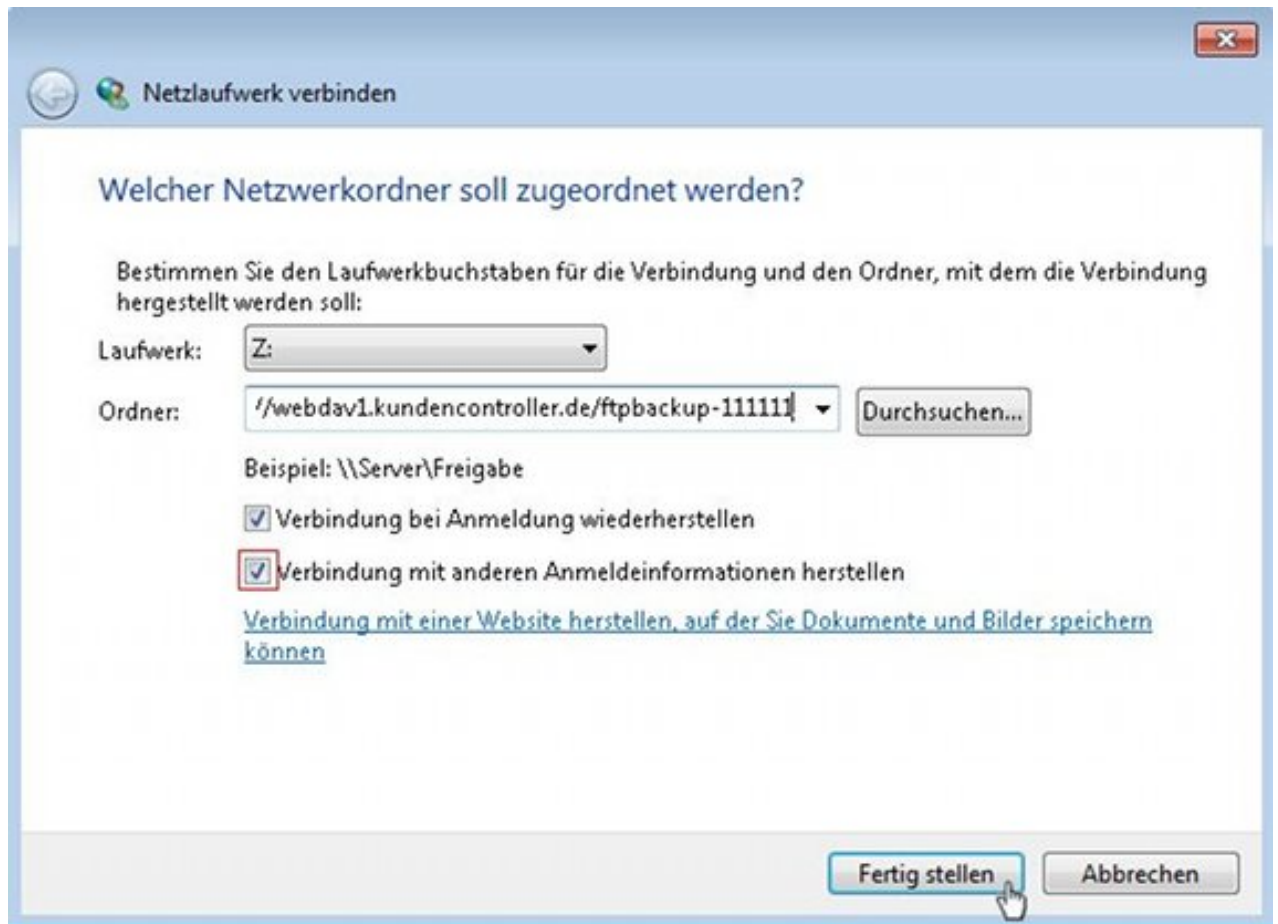 Netzlaufwerk verbinden
Welcher Netzwerkordner soll zugeordnet werden?
Bestimmen Sie den Laufwerkbuchstaben für die Verbindung und den Ordner, mit dem die Verbindung
hergestellt werden soll:
Laufwerk: Z:
Ordner: //webdav1.kundencontroller.de/ftpbackup-111111 Durchsuchen...
Beispiel: \\Server\Freigabe
Verbindung bei Anmeldung wiederherstellen
Verbindung mit anderen Anmeldeinformationen herstellen
Verbindung mit einer Website herstellen, auf der Sie Dokumente und Bilder speichern
können
Fertig stellen Abbrechen